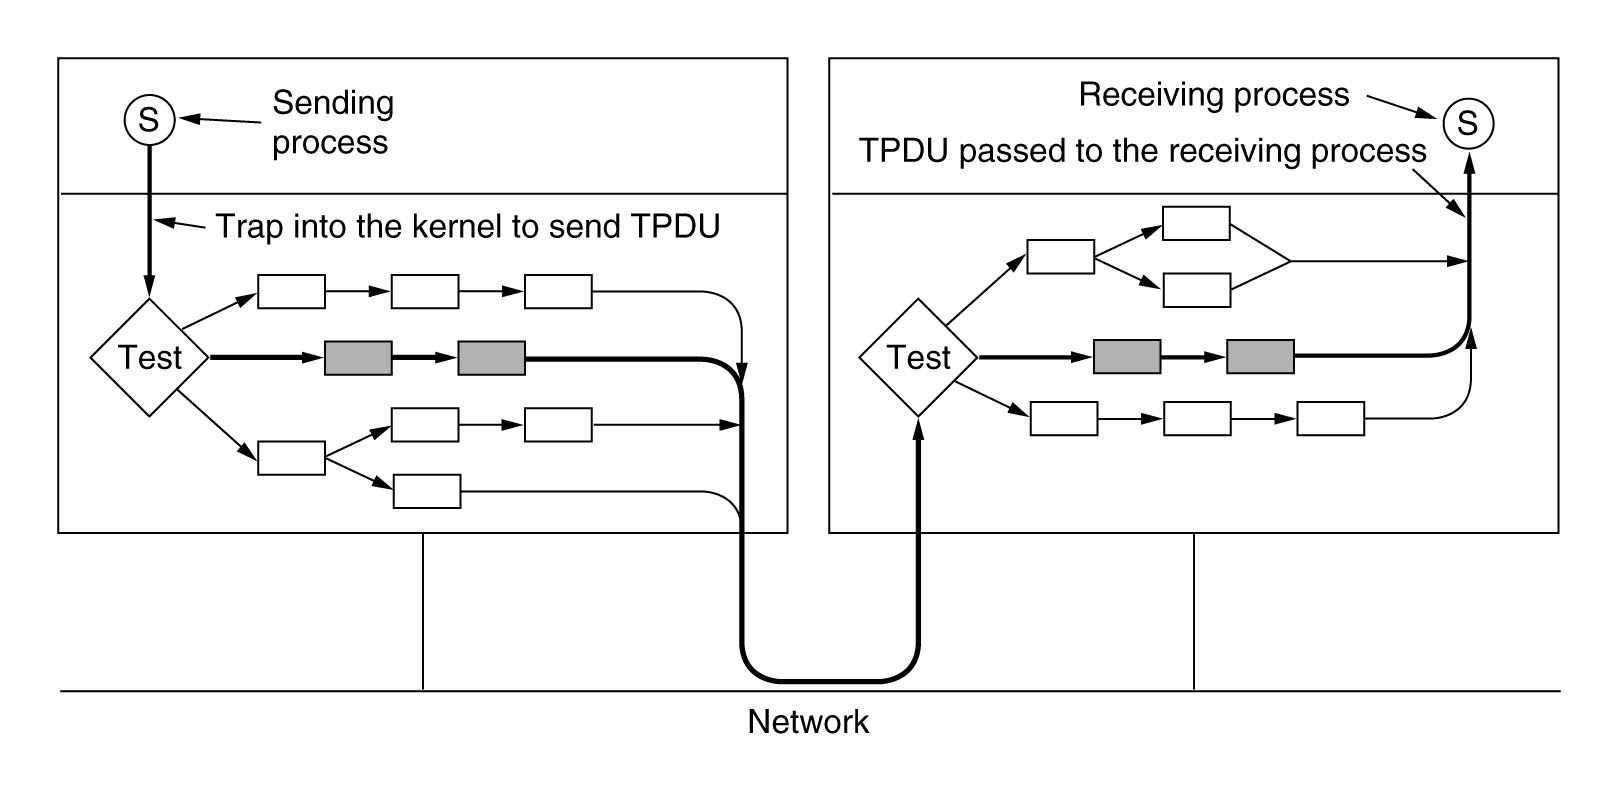 S
Sending
process
Trap into the kernel to send TPDU
Test
Receiving process
S
TPDU passed to the receiving process
Test
Network